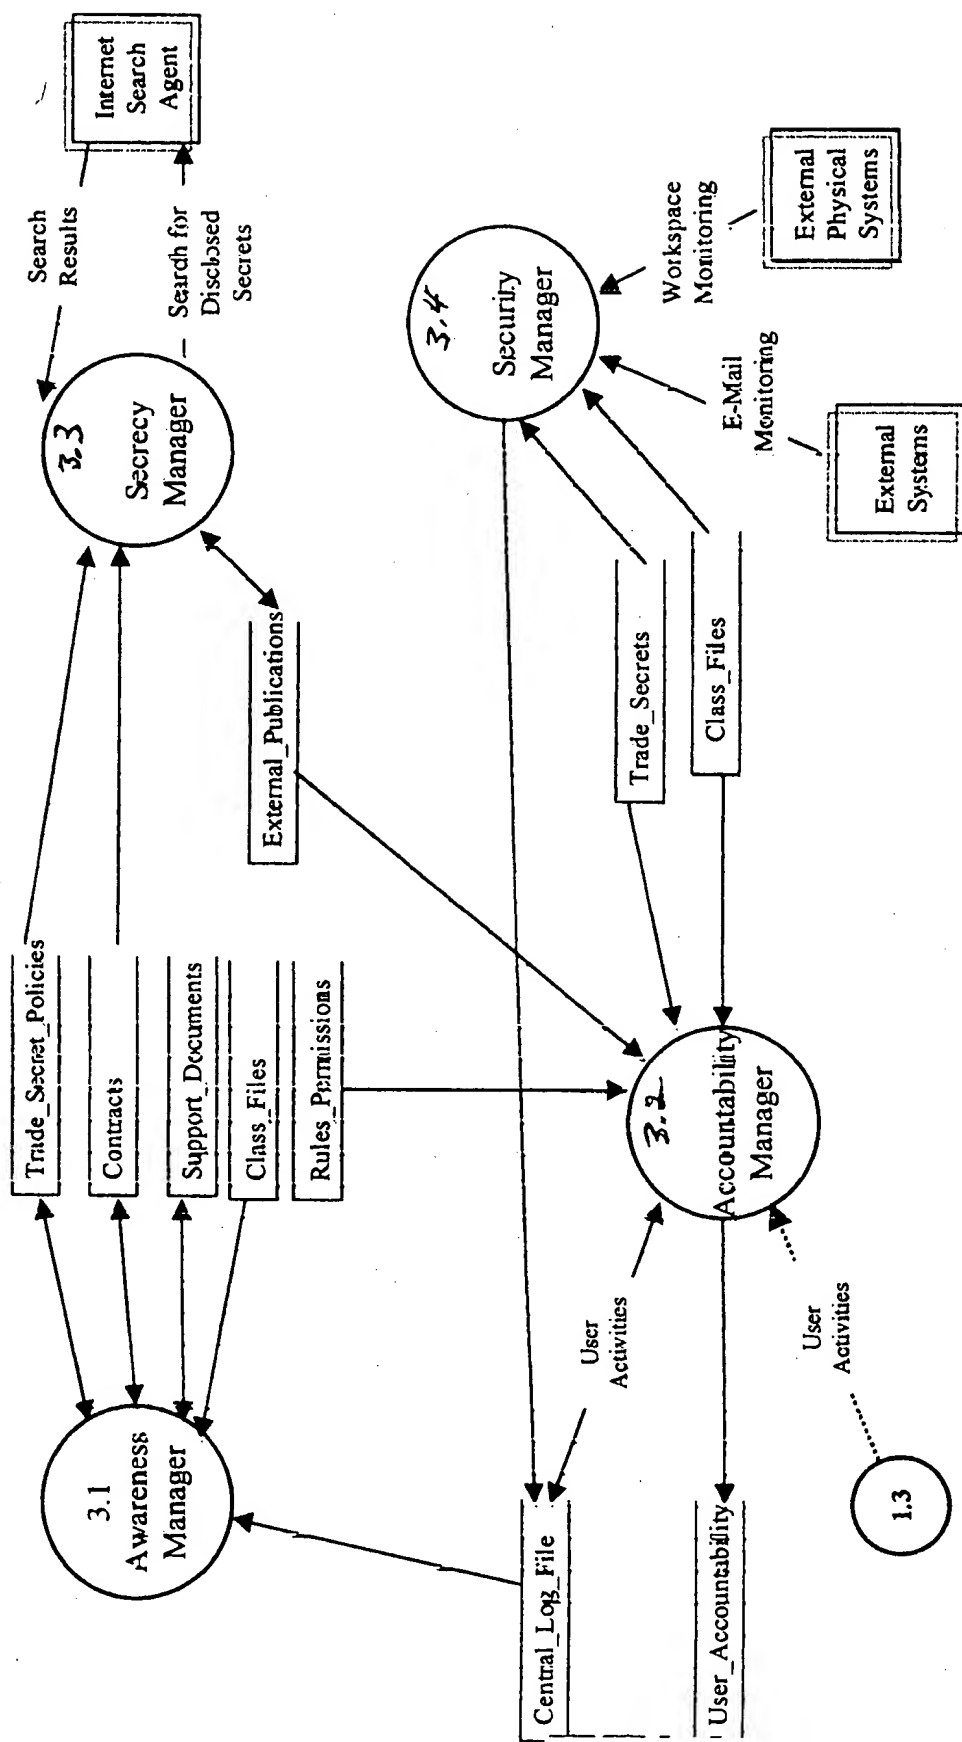 3.1
Awareness
Manager
Trade_Secret_Policies
Contracts
Support_Documents
Class_Files
Rules_Permissions
3.3
Secrecy
Manager
Search
Results
Search for
Disclosed
Secrets
Internet
Search
Agent
External_Publications
Central_Log_File
User
Activities
3.4
Security
Manager
User_Accountability
3.2
Accountability
Manager
Trade_Secrets
Class_Files
Workspace
Monitoring
E-Mail
Monitoring
External
Physical
Systems
External
Systems
1.3
User
Activities